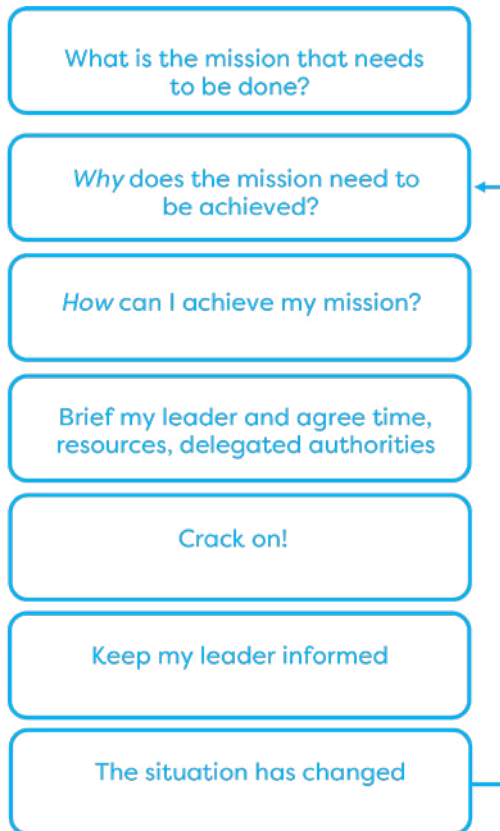 What is the mission that needs
to be done?
Why does the mission need to
be achieved?
How can I achieve my mission?
Brief my leader and agree time,
resources, delegated authorities
Crack on!
Keep my leader informed
The situation has changed